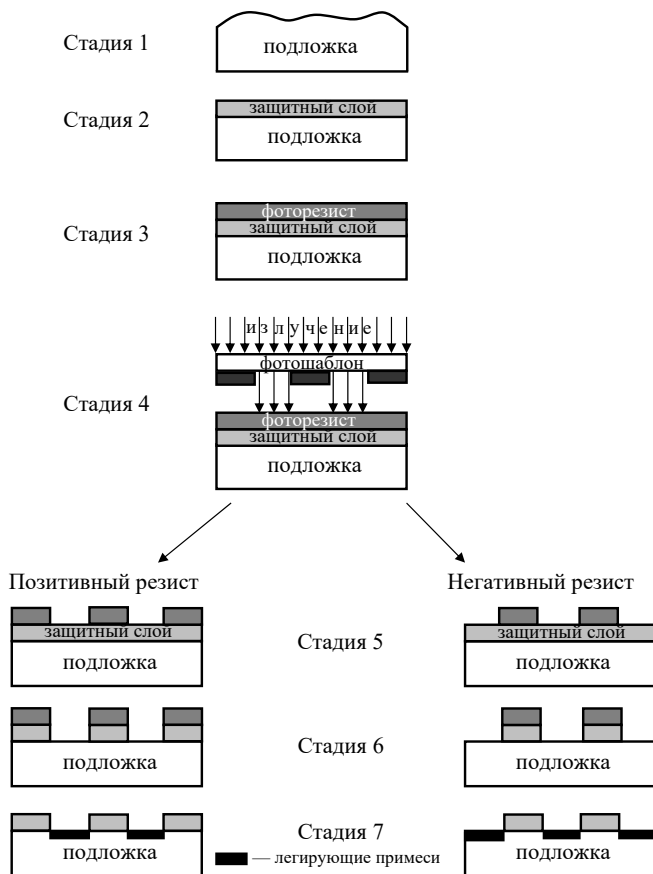 Стадия 1
подложка
Стадия 2
защитный слой
подложка
Стадия 3
фоторезист
защитный слой
подложка
излучение
фотошаблон
Стадия 4
фоторезист
защитный слой
подложка
Позитивный резист
Негативный резист
защитный слой
подложка
Стадия 5
защитный слой
подложка
подложка
Стадия 6
подложка
подложка
Стадия 7
— легирующие примеси
подложка